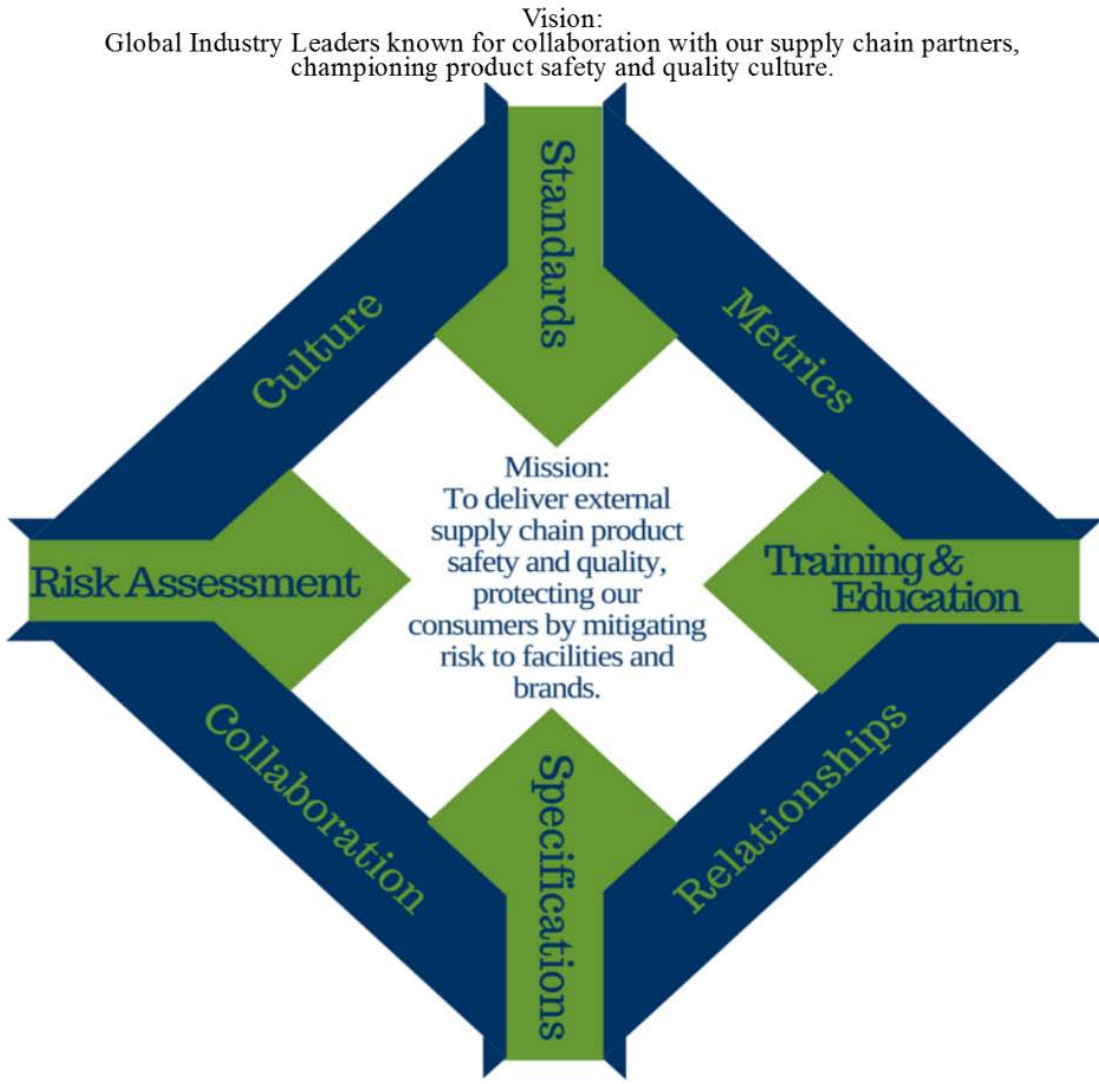 Vision:
Global Industry Leaders known for collaboration with our supply chain partners,
championing product safety and quality culture.
Standards
Culture
Metrics
Mission:
To deliver external
supply chain product
safety and quality,
protecting our
consumers by mitigating
risk to facilities and
brands.
Risk Assessment
Training &
Education
Collaboration
Relationships
Specifications